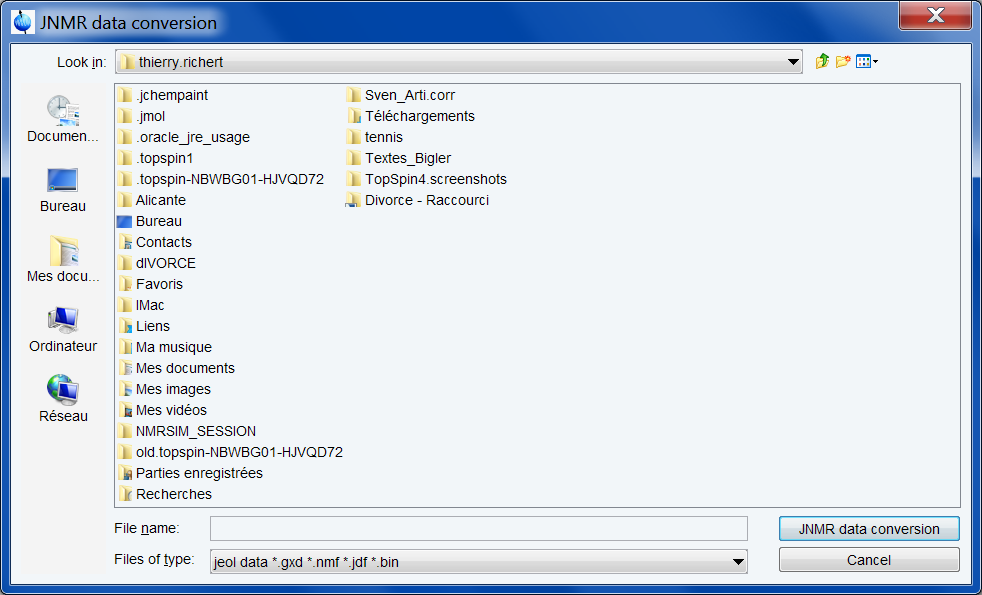 JNMR data conversion
Look in:
thierry.richert
Documen...
Bureau
Mes docu...
Ordinateur
Réseau
.jchempaint
.jmol
.oracle_jre_usage
.topspin1
.topspin-NBWBG01-HJVQD72
Alicante
Bureau
Contacts
dIVORCE
Favoris
IMac
Liens
Ma musique
Mes documents
Mes images
Mes vidéos
NMRSIM_SESSION
old.topspin-NBWBG01-HJVQD72
Parties enregistrées
Recherches
Sven_Arti.corr
Téléchargements
tennis
Textes_Bigler
TopSpin4.screenshots
Divorce - Raccourci
File name:
JNMR data conversion
Files of type:
jeol data *.gxd *.nmf *.jdf *.bin
Cancel